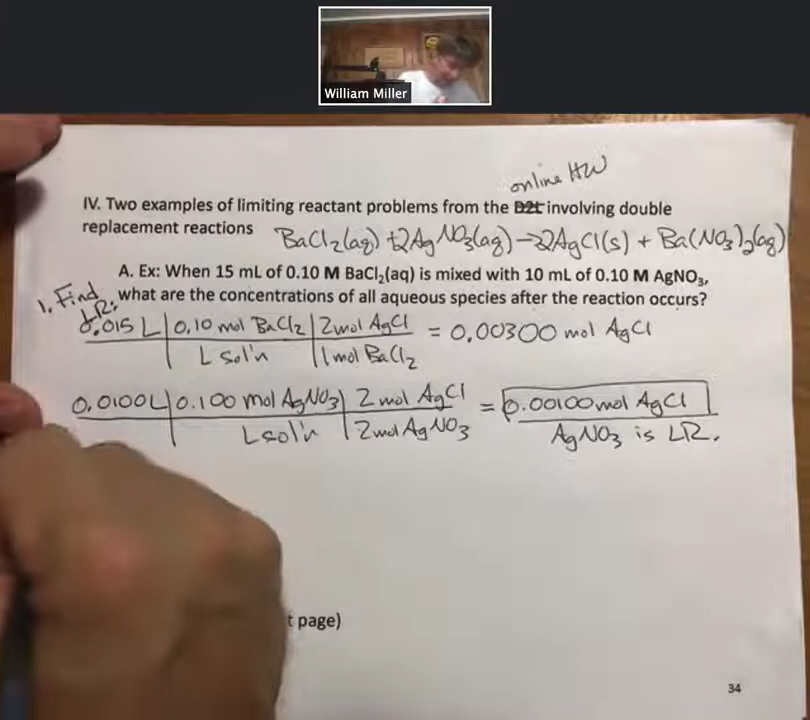 William Miller
online HW
IV. Two examples of limiting reactant problems from the D2L involving double
replacement reactions BaCl₂(aq) + 2AgNO₃(aq) → 2AgCl(s) + Ba(NO₃)₂(aq)
A. Ex: When 15 mL of 0.10 M BaCl₂(aq) is mixed with 10 mL of 0.10 M AgNO₃,
1. Find LR: what are the concentrations of all aqueous species after the reaction occurs?
0.015 L | 0.10 mol BaCl₂ | 2 mol AgCl = 0.00300 mol AgCl
L sol'n | 1 mol BaCl₂
0.0100 L | 0.100 mol AgNO₃ | 2 mol AgCl = 0.00100 mol AgCl
L sol'n | 2 mol AgNO₃ AgNO₃ is LR.
t page)
34